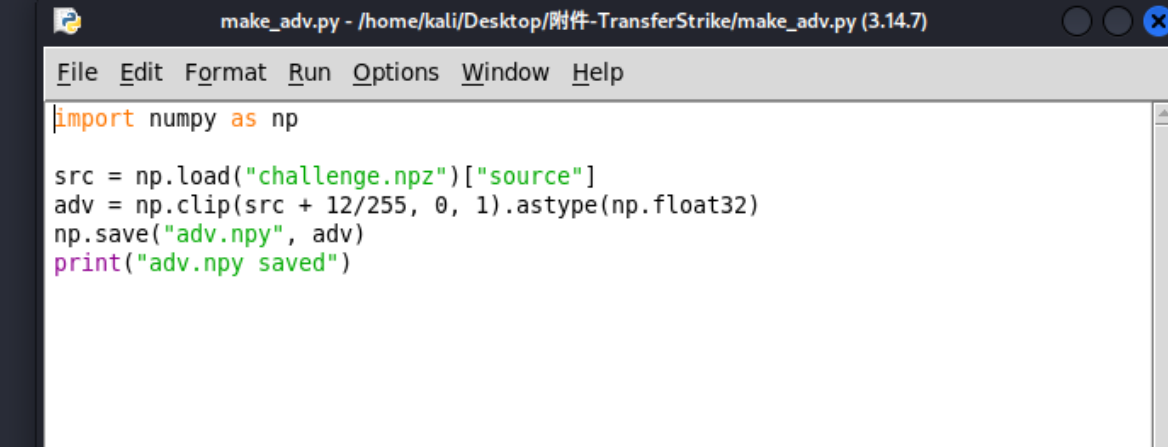 make_adv.py - /home/kali/Desktop/附件-TransferStrike/make_adv.py (3.14.7)
File Edit Format Run Options Window Help
import numpy as np
src = np.load("challenge.npz")["source"]
adv = np.clip(src + 12/255, 0, 1).astype(np.float32)
np.save("adv.npy", adv)
print("adv.npy saved")